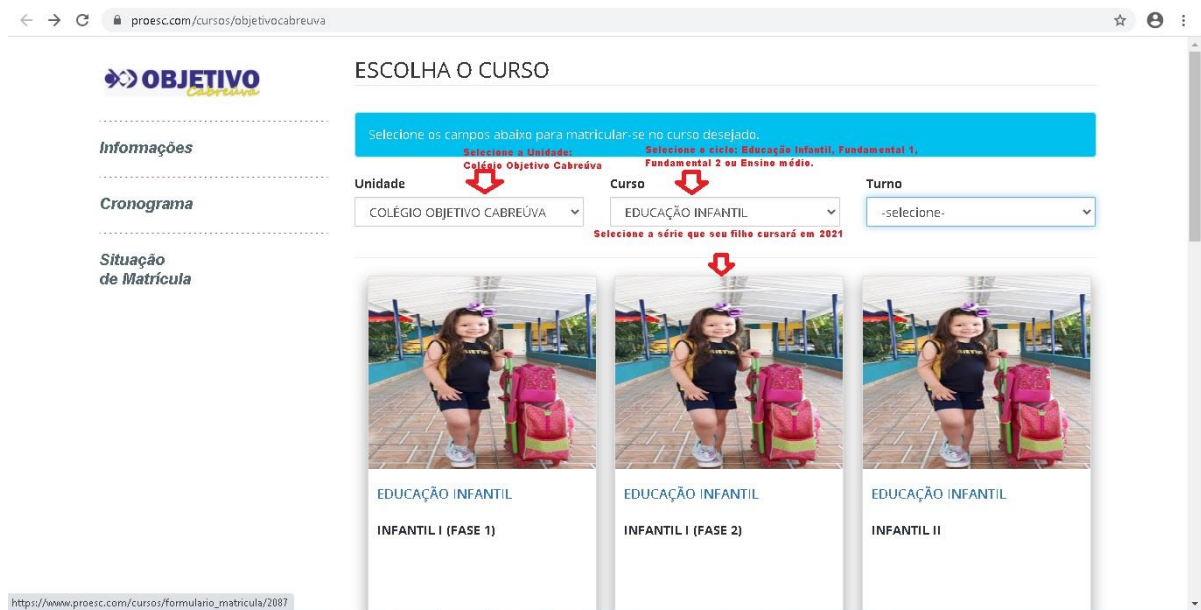 proesc.com/cursos/objetivocabreuva
OBJETIVO
Cabreúva
ESCOLHA O CURSO
Selecione os campos abaixo para matricular-se no curso desejado.
Informações
Selecione a Unidade:
Colégio Objetivo Cabreúva
Selecione o ciclo: Educação Infantil, Fundamental 1,
Fundamental 2 ou Ensino médio.
Unidade
Curso
Turno
Cronograma
COLÉGIO OBJETIVO CABREÚVA
EDUCAÇÃO INFANTIL
-selecione-
Selecione a série que seu filho cursará em 2021
Situação
de Matrícula
EDUCAÇÃO INFANTIL
EDUCAÇÃO INFANTIL
EDUCAÇÃO INFANTIL
INFANTIL I (FASE 1)
INFANTIL I (FASE 2)
INFANTIL II
https://www.proesc.com/cursos/formulario_matricula/2087